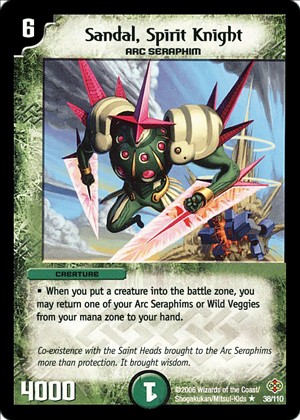 6
Sandal, Spirit Knight
ARC SERAPHIM
CREATURE
▪ When you put a creature into the battle zone, you
may return one of your Arc Seraphims or Wild Veggies
from your mana zone to your hand.
Co-existence with the Saint Heads brought to the Arc Seraphims
more than protection. It brought wisdom.
4000
1
©2006 Wizards of the Coast/
Shogakukan/Mitsui-Kids ★ 38/110